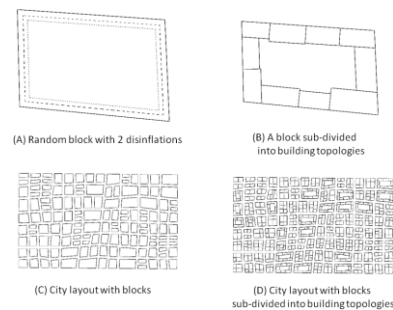 (A) Random block with 2 disinflations
(B) A block sub-divided
into building topologies
(C) City layout with blocks
(D) City layout with blocks
sub-divided into building topologies